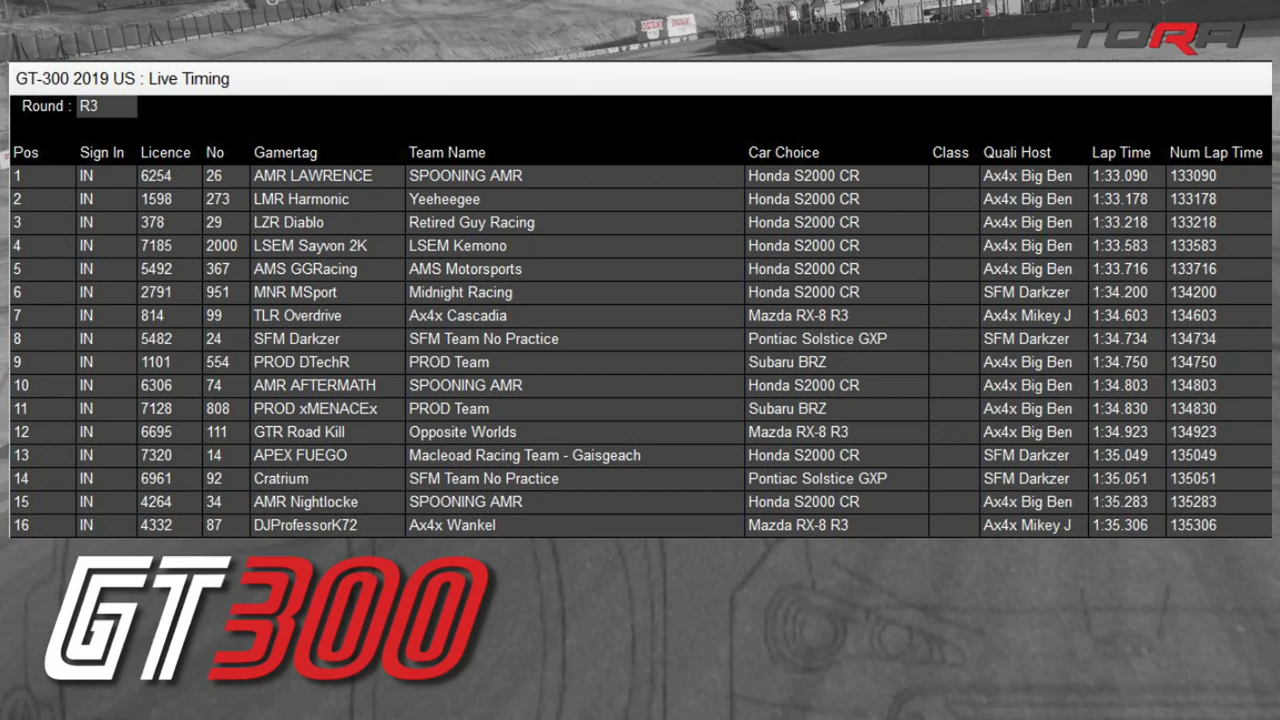 TORA
GT-300 2019 US : Live Timing
Round : R3
Pos Sign In Licence No Gamertag Team Name Car Choice Class Quali Host Lap Time Num Lap Time
1 IN 6254 26 AMR LAWRENCE SPOONING AMR Honda S2000 CR Ax4x Big Ben 1:33.090 133090
2 IN 1598 273 LMR Harmonic Yeeheegee Honda S2000 CR Ax4x Big Ben 1:33.178 133178
3 IN 378 29 LZR Diablo Retired Guy Racing Honda S2000 CR Ax4x Big Ben 1:33.218 133218
4 IN 7185 2000 LSEM Sayvon 2K LSEM Kemono Honda S2000 CR Ax4x Big Ben 1:33.583 133583
5 IN 5492 367 AMS GGRacing AMS Motorsports Honda S2000 CR Ax4x Big Ben 1:33.716 133716
6 IN 2791 951 MNR MSport Midnight Racing Honda S2000 CR SFM Darkzer 1:34.200 134200
7 IN 814 99 TLR Overdrive Ax4x Cascadia Mazda RX-8 R3 Ax4x Mikey J 1:34.603 134603
8 IN 5482 24 SFM Darkzer SFM Team No Practice Pontiac Solstice GXP SFM Darkzer 1:34.734 134734
9 IN 1101 554 PROD DTechR PROD Team Subaru BRZ Ax4x Big Ben 1:34.750 134750
10 IN 6306 74 AMR AFTERMATH SPOONING AMR Honda S2000 CR Ax4x Big Ben 1:34.803 134803
11 IN 7128 808 PROD xMENACEx PROD Team Subaru BRZ Ax4x Big Ben 1:34.830 134830
12 IN 6695 111 GTR Road Kill Opposite Worlds Mazda RX-8 R3 Ax4x Big Ben 1:34.923 134923
13 IN 7320 14 APEX FUEGO Macleoad Racing Team - Gaisgeach Honda S2000 CR SFM Darkzer 1:35.049 135049
14 IN 6961 92 Cratrium SFM Team No Practice Pontiac Solstice GXP SFM Darkzer 1:35.051 135051
15 IN 4264 34 AMR Nightlocke SPOONING AMR Honda S2000 CR Ax4x Big Ben 1:35.283 135283
16 IN 4332 87 DJProfessorK72 Ax4x Wankel Mazda RX-8 R3 Ax4x Mikey J 1:35.306 135306
GT300